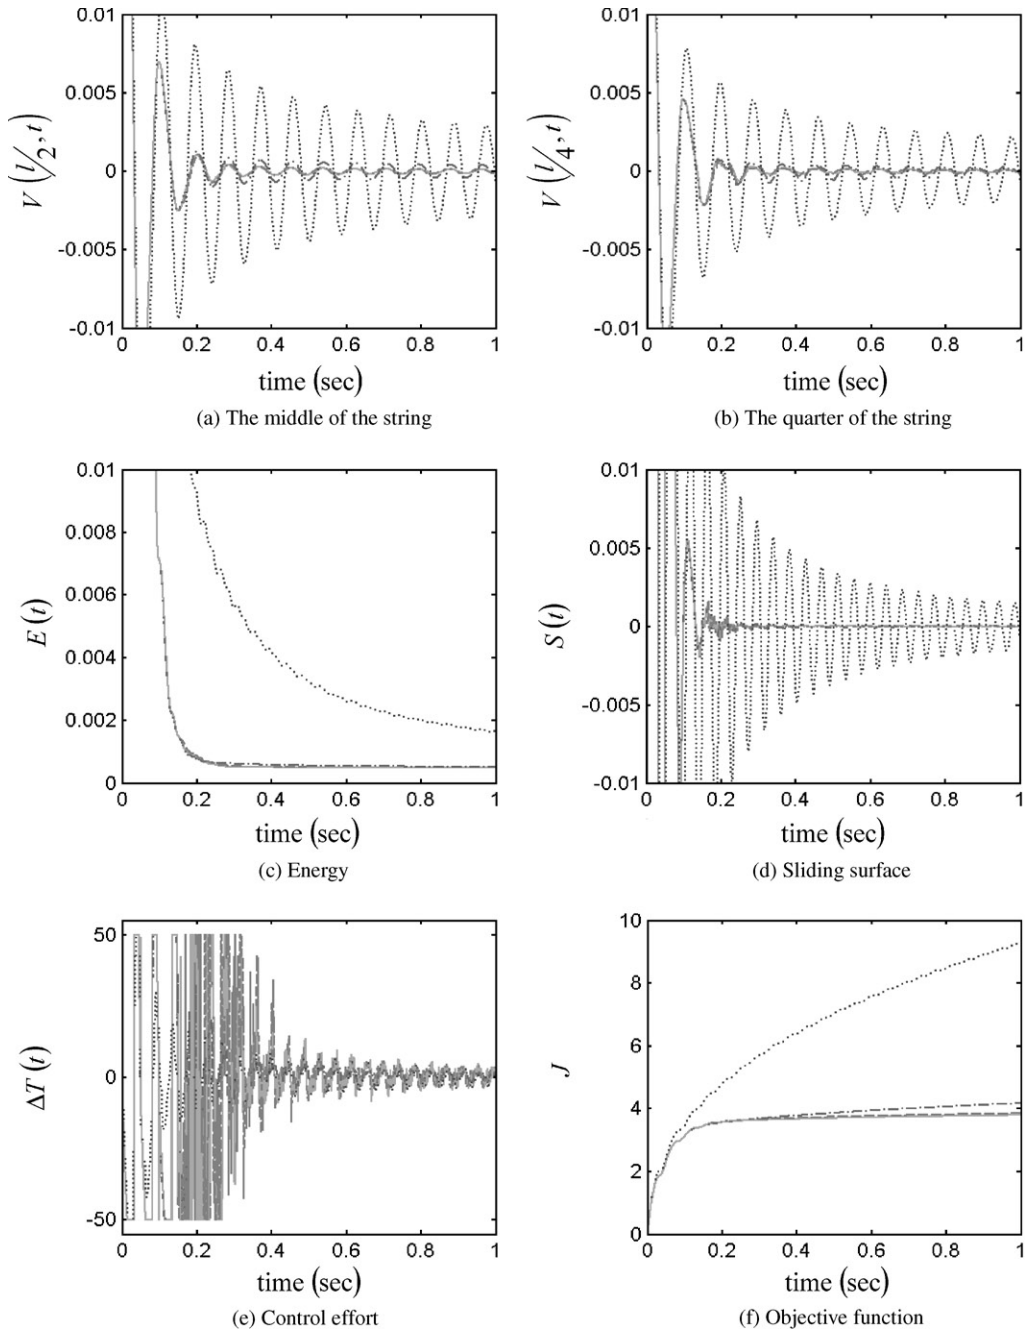 0.01
0.005
0
-0.005
-0.01
V (l/2, t)
0 0.2 0.4 0.6 0.8 1
time (sec)
(a) The middle of the string
0.01
0.005
0
-0.005
-0.01
V (l/4, t)
0 0.2 0.4 0.6 0.8 1
time (sec)
(b) The quarter of the string
0.01
0.008
0.006
0.004
0.002
0
E (t)
0 0.2 0.4 0.6 0.8 1
time (sec)
(c) Energy
0.01
0.005
0
-0.005
-0.01
S (t)
0 0.2 0.4 0.6 0.8 1
time (sec)
(d) Sliding surface
50
0
-50
ΔT (t)
0 0.2 0.4 0.6 0.8 1
time (sec)
(e) Control effort
10
8
6
4
2
0
J
0 0.2 0.4 0.6 0.8 1
time (sec)
(f) Objective function